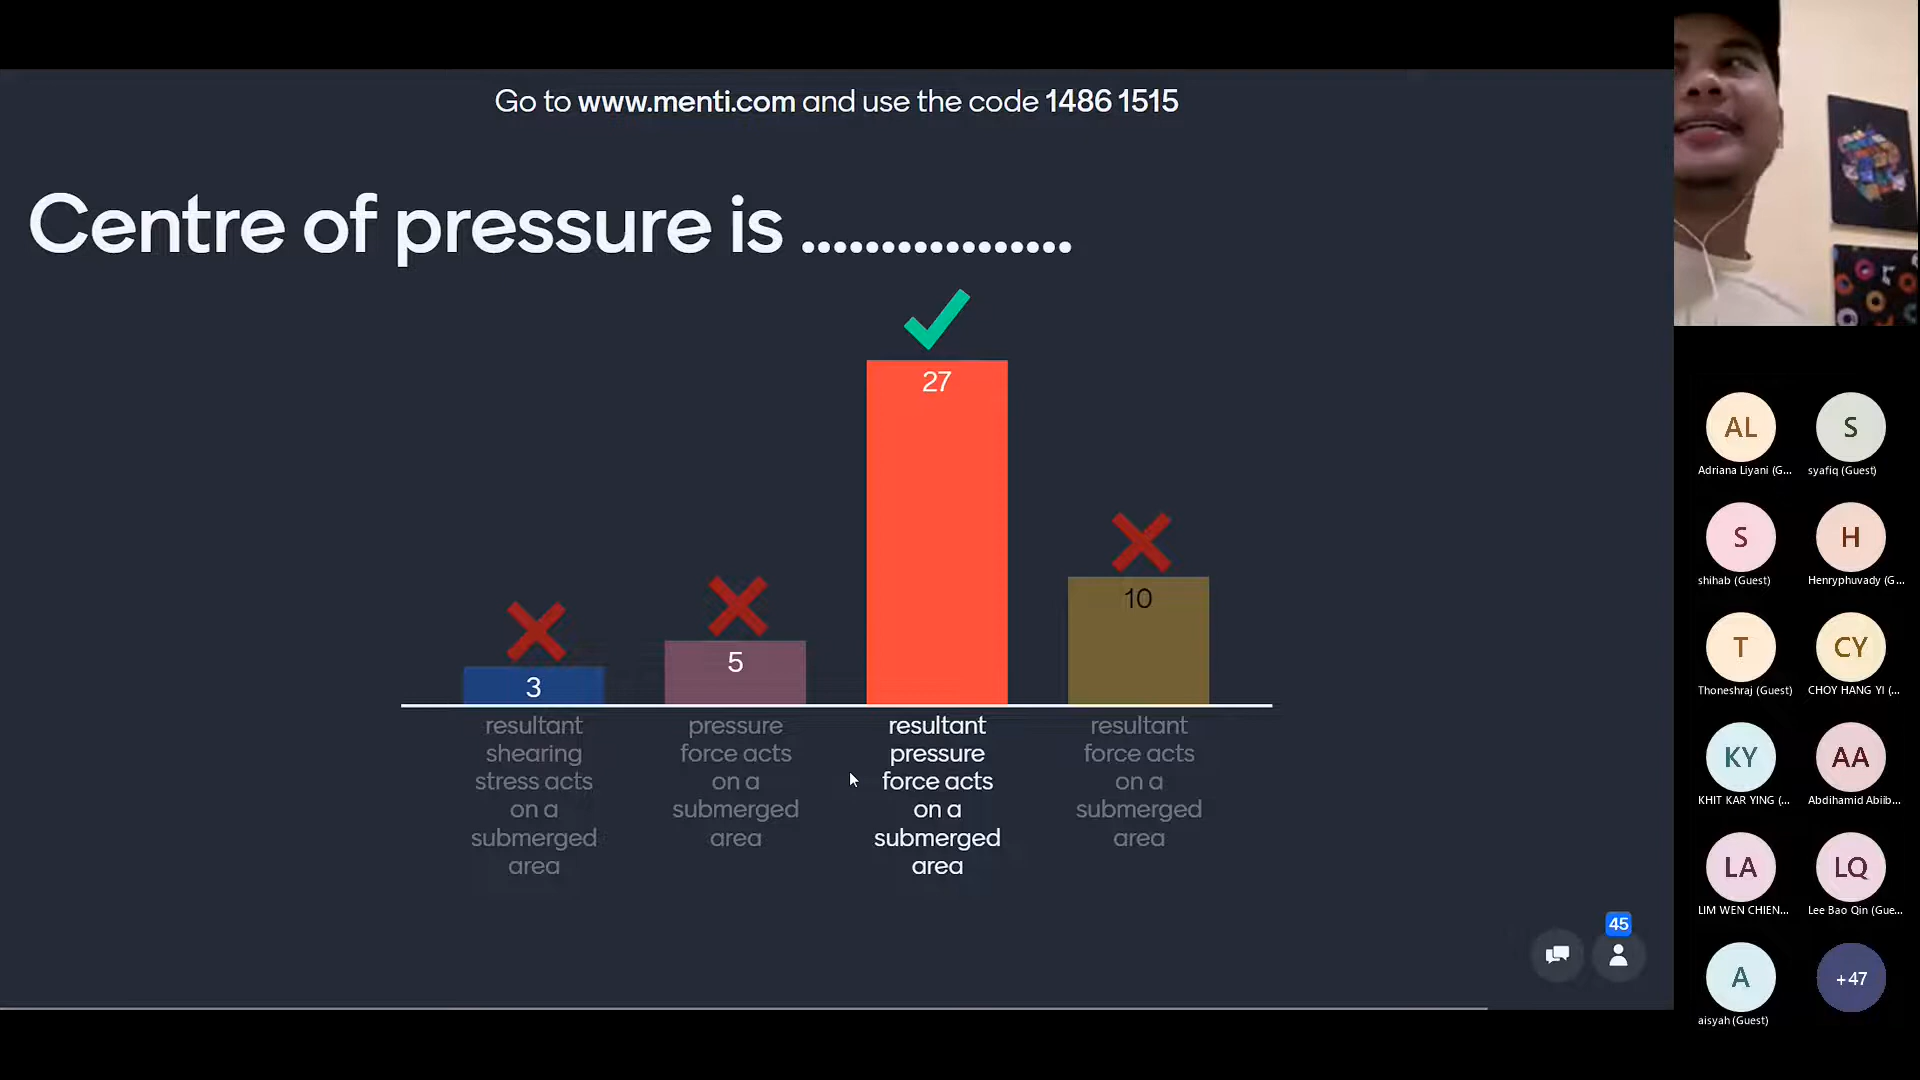 Go to www.menti.com and use the code 1486 1515
Centre of pressure is .................
27
10
5
3
resultant
shearing
stress acts
on a
submerged
area
pressure
force acts
on a
submerged
area
resultant
pressure
force acts
on a
submerged
area
resultant
force acts
on a
submerged
area
45
AL
Adriana Liyani (G...
S
syafiq (Guest)
S
shihab (Guest)
H
Henryphuvady (G...
T
Thoneshraj (Guest)
CY
CHOY HANG YI (...
KY
KHIT KAR YING (...
AA
Abdihamid Abiib...
LA
LIM WEN CHIEN...
LQ
Lee Bao Qin (Gue...
A
aisyah (Guest)
+47